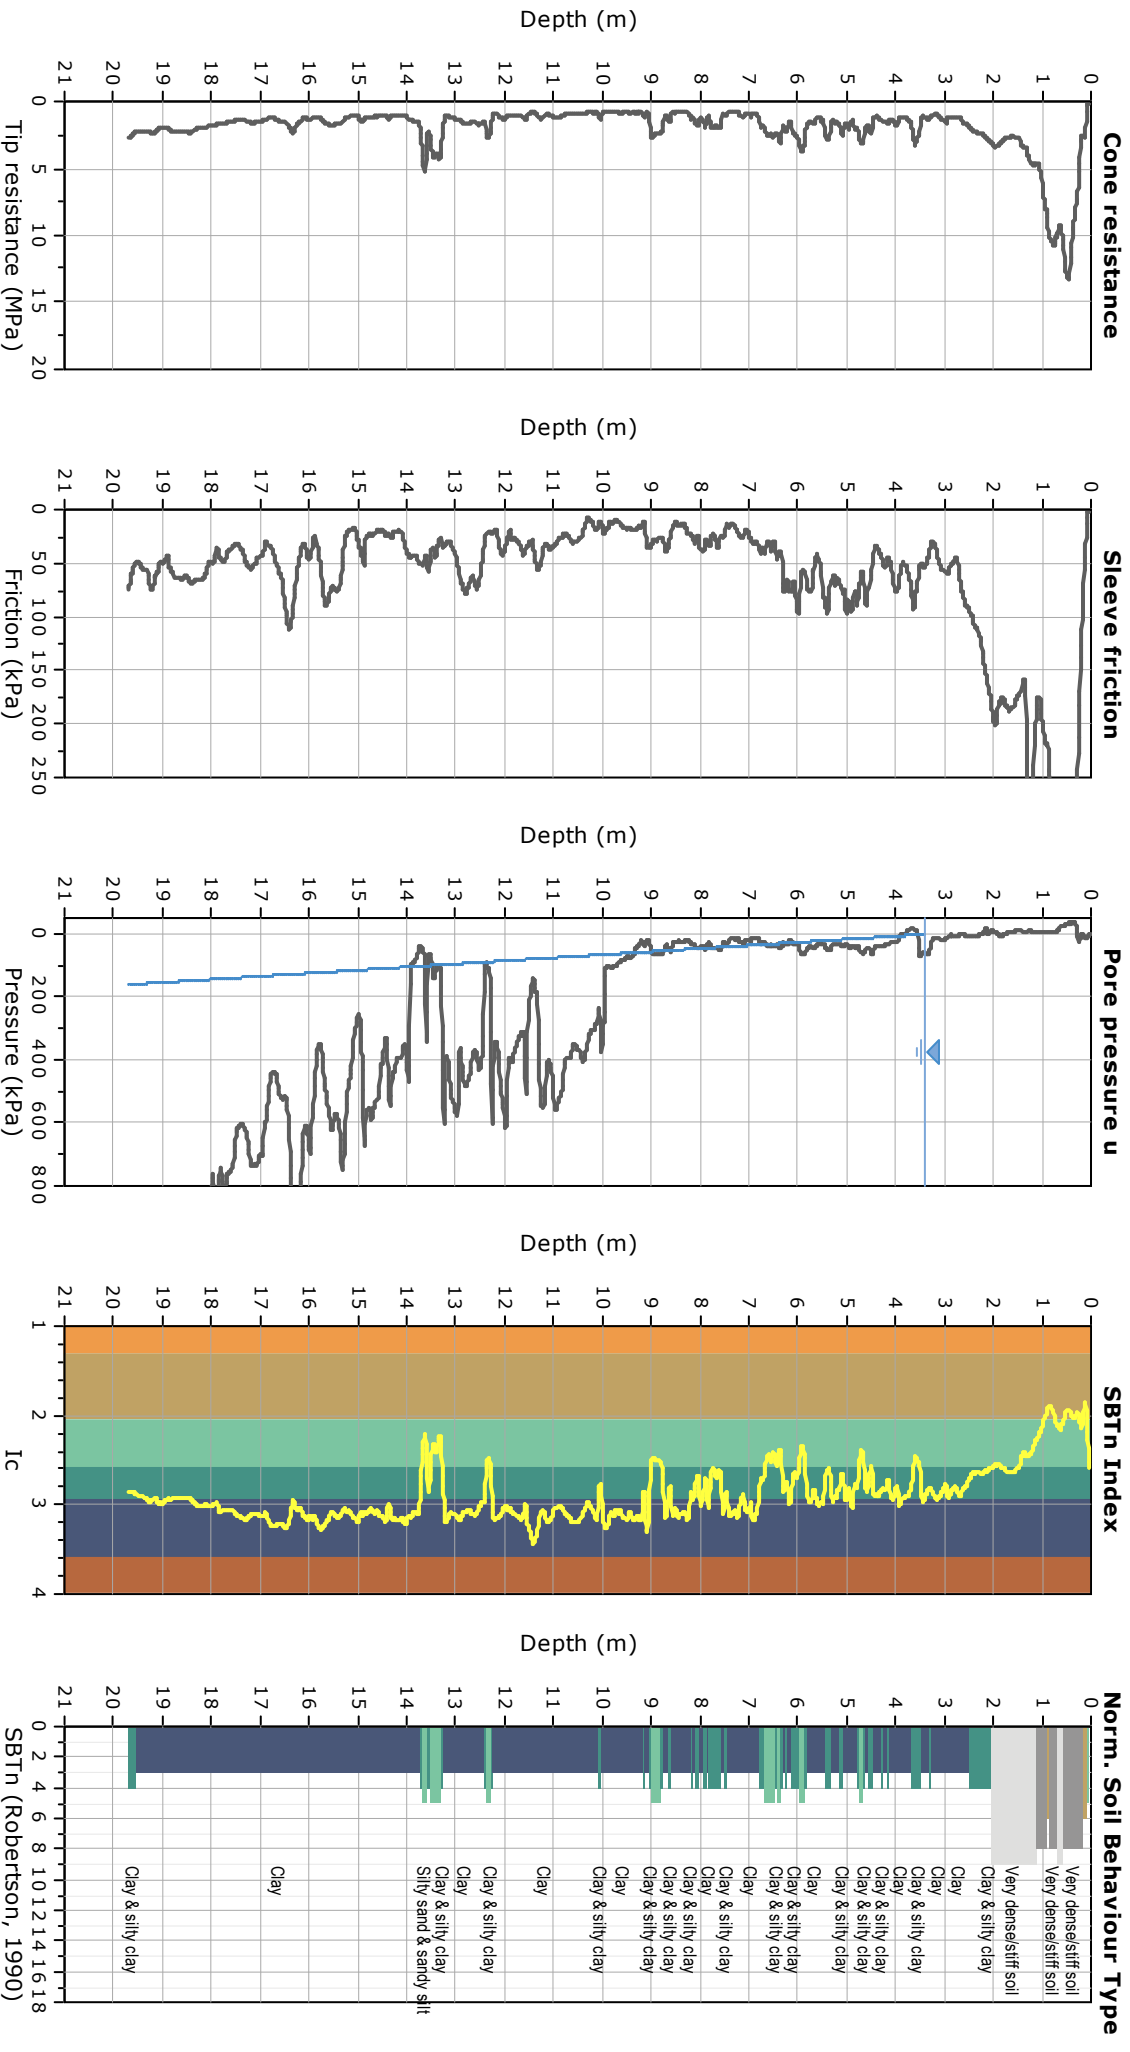 Cone resistance
Depth (m)
0
1
2
3
4
5
6
7
8
9
10
11
12
13
14
15
16
17
18
19
20
21
0 5 10 15 20
Tip resistance (MPa)
Sleeve friction
Depth (m)
0
1
2
3
4
5
6
7
8
9
10
11
12
13
14
15
16
17
18
19
20
21
0 50 100 150 200 250
Friction (kPa)
Pore pressure u
Depth (m)
0
1
2
3
4
5
6
7
8
9
10
11
12
13
14
15
16
17
18
19
20
21
0 200 400 600 800
Pressure (kPa)
SBTn Index
Depth (m)
0
1
2
3
4
5
6
7
8
9
10
11
12
13
14
15
16
17
18
19
20
21
1 2 3 4
Ic
Norm. Soil Behaviour Type
Depth (m)
0
1
2
3
4
5
6
7
8
9
10
11
12
13
14
15
16
17
18
19
20
21
Very dense/stiff soil
Very dense/stiff soil
Very dense/stiff soil
Clay & silty clay
Clay
Clay
Clay & silty clay
Clay
Clay & silty clay
Clay & silty clay
Clay & silty clay
Clay
Clay & silty clay
Clay & silty clay
Clay
Clay & silty clay
Clay
Clay & silty clay
Clay & silty clay
Clay & silty clay
Clay
Clay & silty clay
Clay
Clay & silty clay
Clay
Clay & silty clay
Silty sand & sandy silt
Clay
Clay & silty clay
0 2 4 6 8 10 12 14 16 18
SBTn (Robertson, 1990)